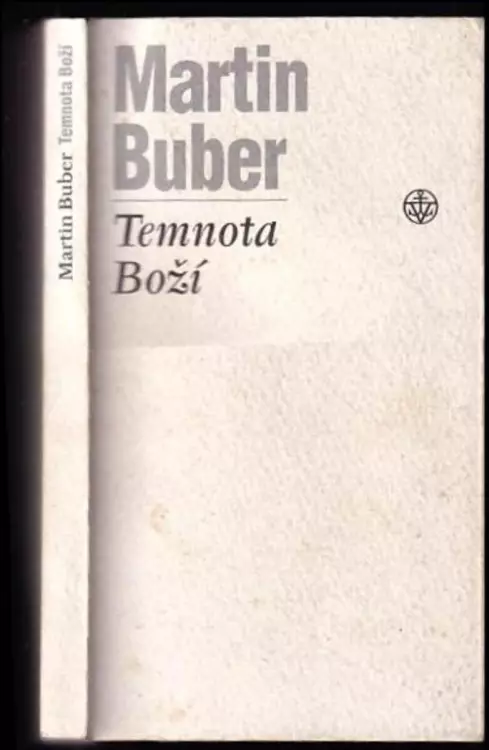 Martin Buber Temnota Boží
Martin
Buber
Temnota
Boží